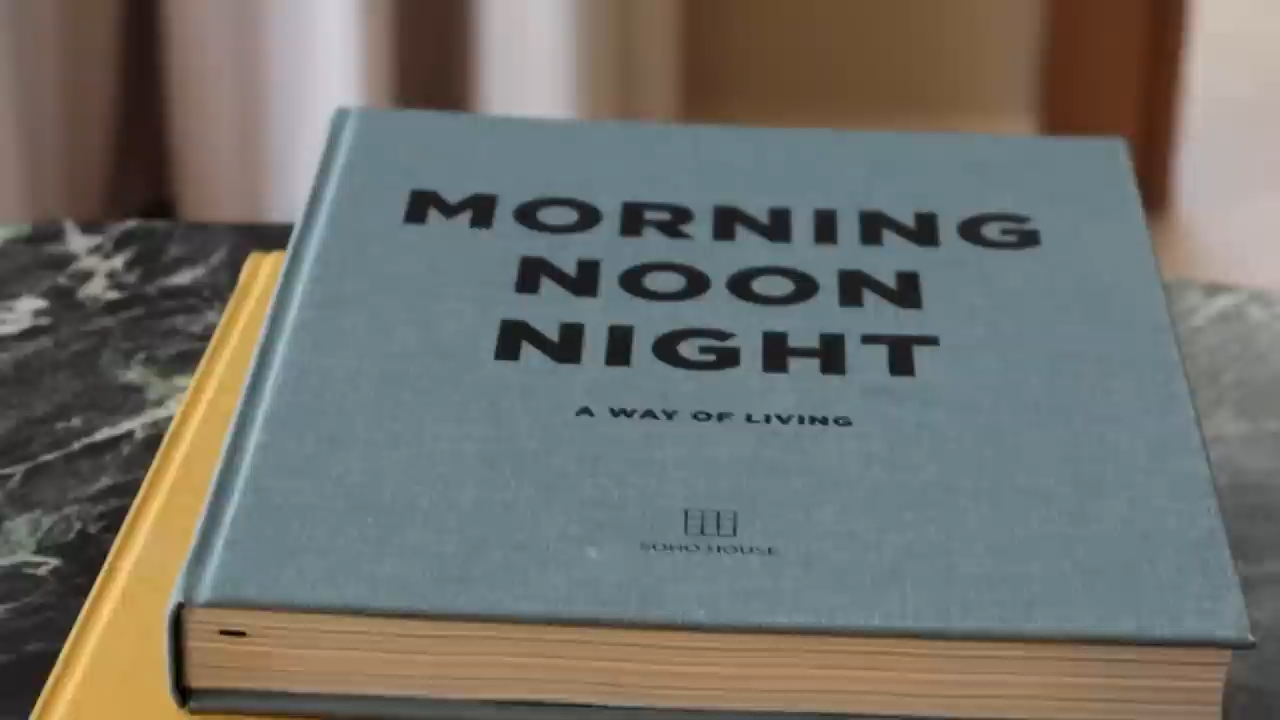 MORNING
NOON
NIGHT
A WAY OF LIVING
SOHO HOUSE